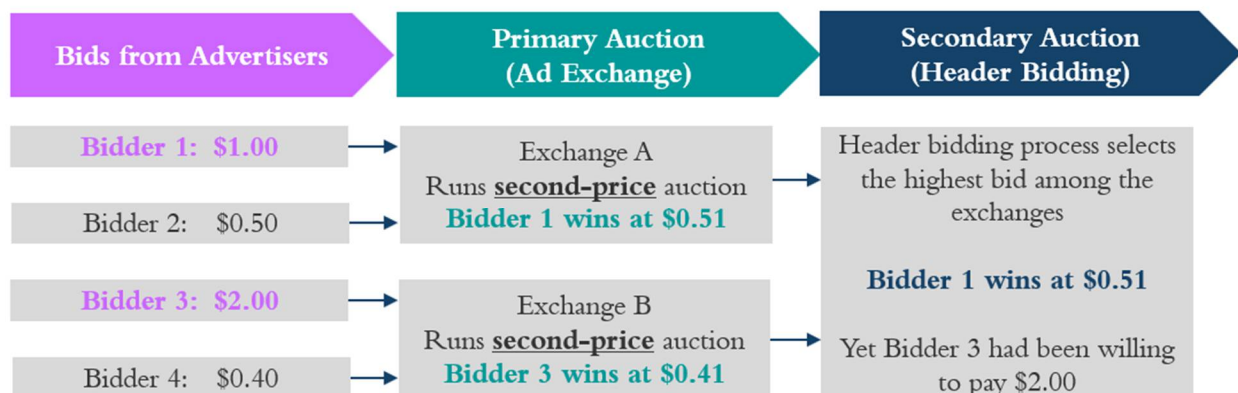 Bids from Advertisers
Primary Auction
(Ad Exchange)
Secondary Auction
(Header Bidding)
Bidder 1: $1.00
Bidder 2: $0.50
Bidder 3: $2.00
Bidder 4: $0.40
Exchange A
Runs second-price auction
Bidder 1 wins at $0.51
Exchange B
Runs second-price auction
Bidder 3 wins at $0.41
Header bidding process selects
the highest bid among the
exchanges
Bidder 1 wins at $0.51
Yet Bidder 3 had been willing
to pay $2.00